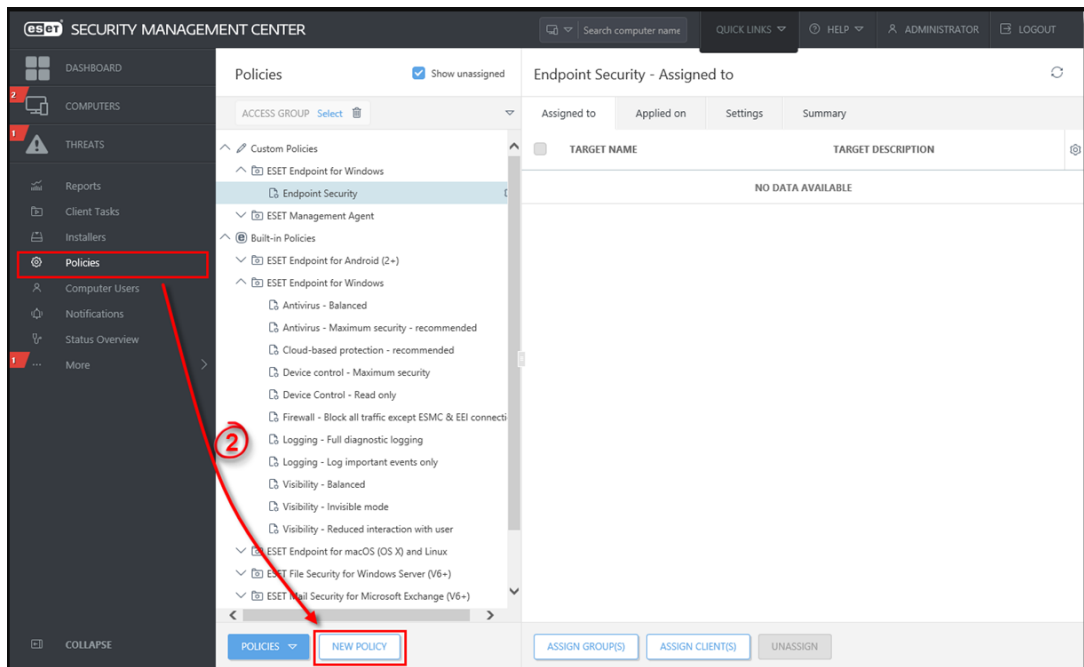 eset SECURITY MANAGEMENT CENTER
Search computer name
QUICK LINKS
HELP
ADMINISTRATOR
LOGOUT
DASHBOARD
2
COMPUTERS
1
THREATS
Reports
Client Tasks
Installers
Policies
Computer Users
Notifications
Status Overview
1
More
COLLAPSE
Policies
Show unassigned
ACCESS GROUP Select
Custom Policies
ESET Endpoint for Windows
Endpoint Security
ESET Management Agent
Built-in Policies
ESET Endpoint for Android (2+)
ESET Endpoint for Windows
Antivirus - Balanced
Antivirus - Maximum security - recommended
Cloud-based protection - recommended
Device control - Maximum security
Device Control - Read only
Firewall - Block all traffic except ESMC & EEI connecti
Logging - Full diagnostic logging
2
Logging - Log important events only
Visibility - Balanced
Visibility - Invisible mode
Visibility - Reduced interaction with user
ESET Endpoint for macOS (OS X) and Linux
ESET File Security for Windows Server (V6+)
ESET Mail Security for Microsoft Exchange (V6+)
POLICIES
NEW POLICY
Endpoint Security - Assigned to
Assigned to
Applied on
Settings
Summary
TARGET NAME
TARGET DESCRIPTION
NO DATA AVAILABLE
ASSIGN GROUP(S)
ASSIGN CLIENT(S)
UNASSIGN